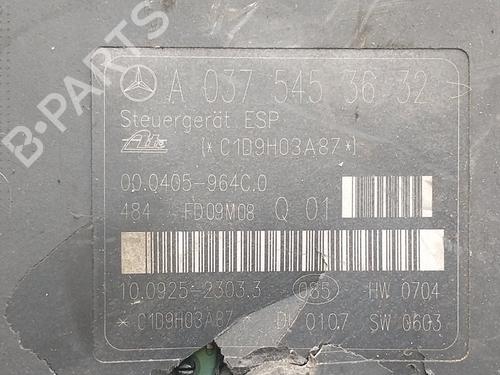 A 037 545 36 32
Steuergerät ESP
Ate (*C1D9H03A87*)
00.0405-964C.0
484 FD09M08 Q 01
10.0925-2303.3 085 HW 0704
*C1D9H03A87 DL 0107 SW 0603
B-PARTS